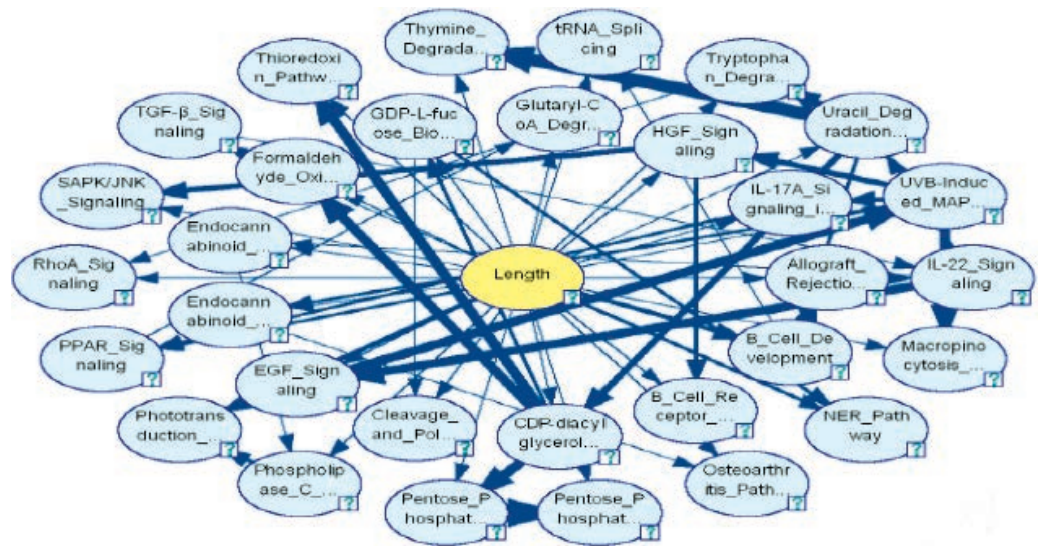 Thymine_
Degrada...
tRNA_Spli
cing
Thioredoxi
n_Pathw...
Tryptopha
n_Degra...
TGF-β_Sig
naling
GDP-L-fuc
ose_Bio...
Glutaryl-C
oA_Degr...
HGF_Sign
aling
Uracil_Deg
radation...
Formaldeh
yde_Oxi...
SAPK/JNK
_Signaling
IL-17A_Si
gnaling_i...
UVB-Induc
ed_MAP...
Endocann
abinoid_...
RhoA_Sig
naling
Length
Allograft_
Rejectio...
IL-22_Sign
aling
Endocann
abinoid_...
PPAR_Sig
naling
B_Cell_De
velopment
Macropino
cytosis_...
EGF_Sign
aling
Phototrans
duction_...
Cleavage_
and_Pol...
CDP-diacyl
glycerol...
B_Cell_Re
ceptor_...
NER_Path
way
Phospholip
ase_C_...
Osteoarthr
itis_Path...
Pentose_P
hosphat...
Pentose_P
hosphat...